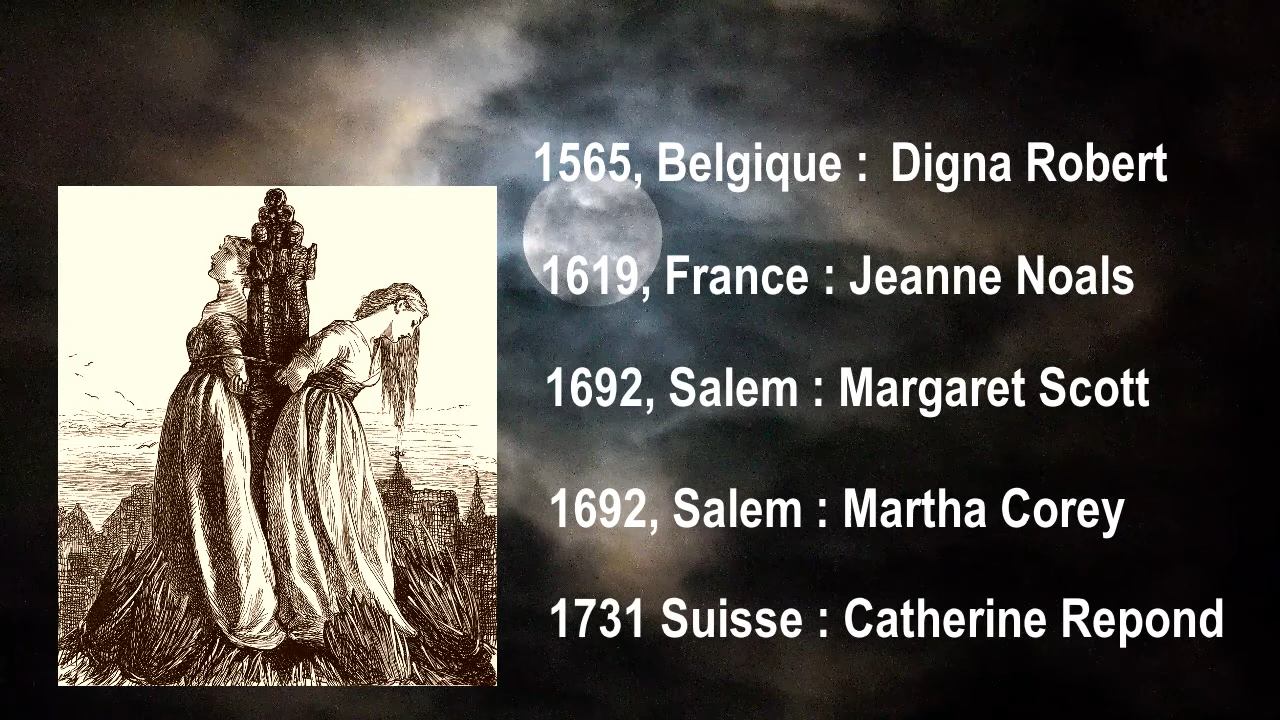 1565, Belgique : Digna Robert
1619, France : Jeanne Noals
1692, Salem : Margaret Scott
1692, Salem : Martha Corey
1731 Suisse : Catherine Repond